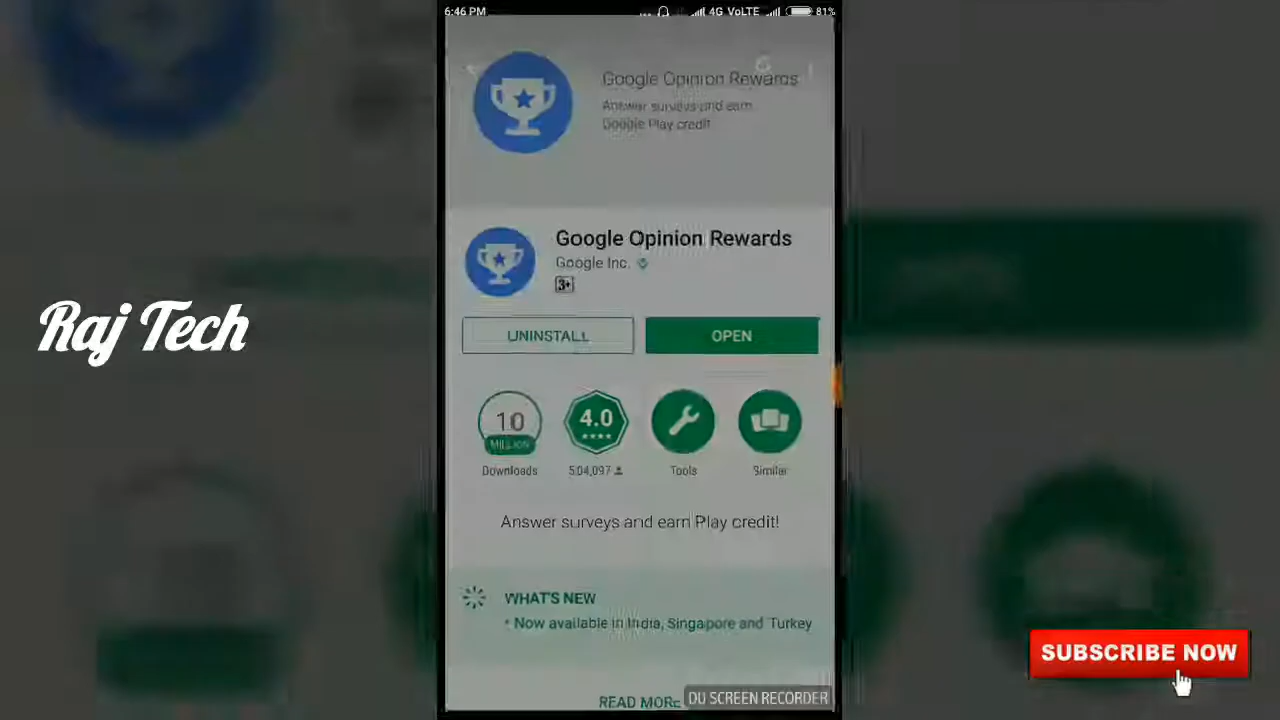 6:46 PM
4G VoLTE
81%
Google Opinion Rewards
Answer surveys and earn
Google Play credit
Google Opinion Rewards
Google Inc.
3+
UNINSTALL
OPEN
10
MILLION
4.0
Downloads
5,04,097
Tools
Similar
Answer surveys and earn Play credit!
WHAT'S NEW
• Now available in India, Singapore and Turkey
READ MORE
DU SCREEN RECORDER
Raj Tech
SUBSCRIBE NOW